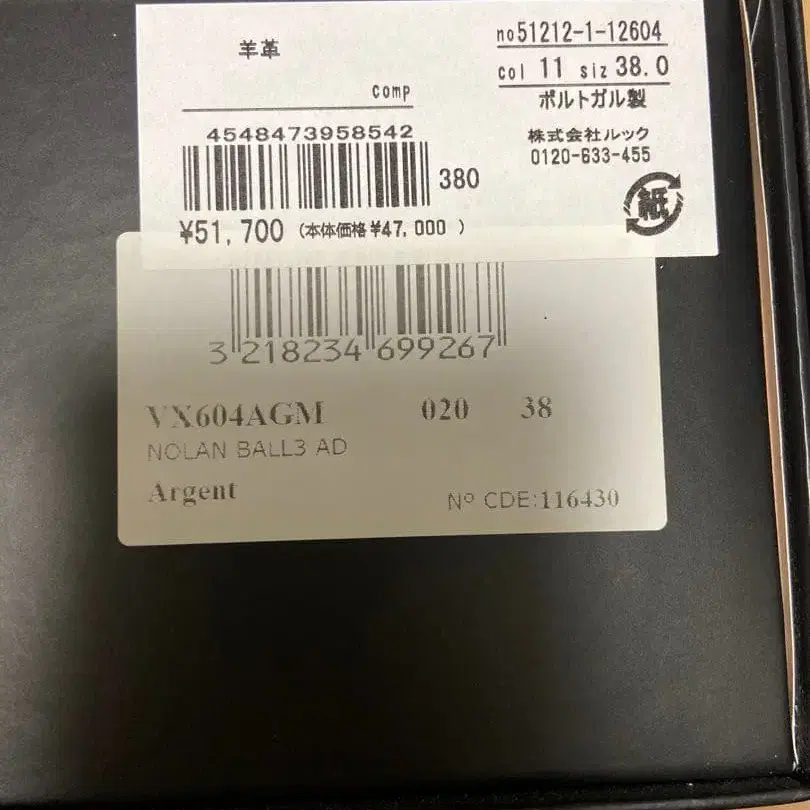 羊革
comp
no51212-1-12604
col 11 siz 38.0
ポルトガル製
株式会社ルック
0120-633-455
紙
4548473958542
380
¥51,700 (本体価格¥47,000 )
3 218234 699267
VX604AGM 020 38
NOLAN BALL3 AD
Argent
Nº CDE:116430